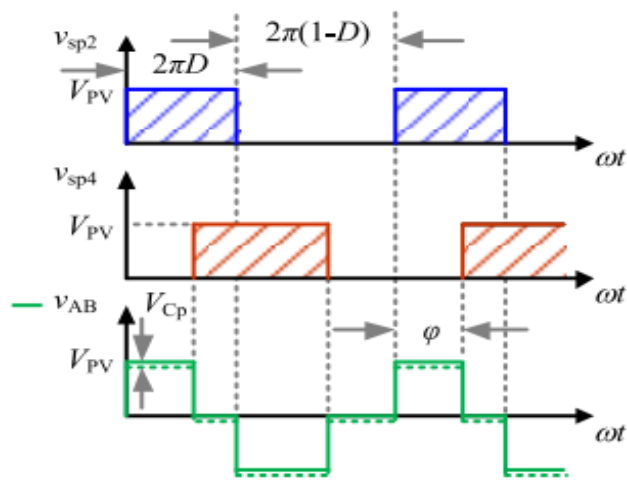 v_sp2
2π(1-D)
2πD
V_PV
ωt
v_sp4
V_PV
ωt
v_AB
V_Cp
φ
V_PV
ωt